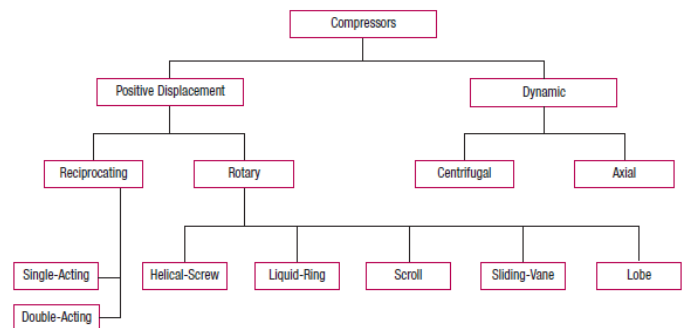 Compressors
Positive Displacement
Dynamic
Reciprocating
Rotary
Centrifugal
Axial
Single-Acting
Helical-Screw
Liquid-Ring
Scroll
Sliding-Vane
Lobe
Double-Acting